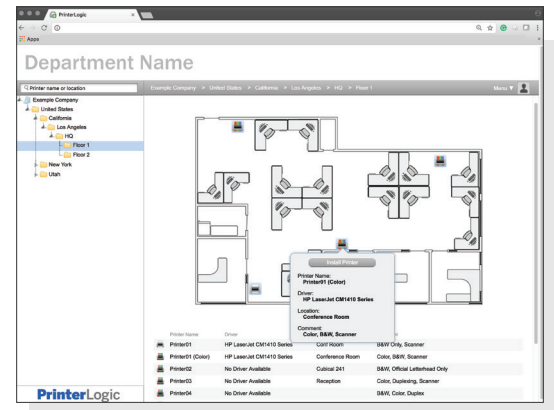 PrinterLogic
Apps
Department Name
Printer name or location
Example Company > United States > California > Los Angeles > HQ > Floor 1
Menu ▼
Example Company
United States
California
Los Angeles
HQ
Floor 1
Floor 2
New York
Utah
Install Printer
Printer Name:
Printer01 (Color)
Driver:
HP LaserJet CM1410 Series
Location:
Conference Room
Comment:
Color, B&W, Scanner
Printer Name Driver
Printer01 HP LaserJet CM1410 Series Conf Room B&W Only, Scanner
Printer01 (Color) HP LaserJet CM1410 Series Conference Room Color, B&W, Scanner
Printer02 No Driver Available Cubical 241 B&W, Official Letterhead Only
Printer03 No Driver Available Reception Color, Duplexing, Scanner
Printer04 No Driver Available B&W, Color, Duplex
PrinterLogic